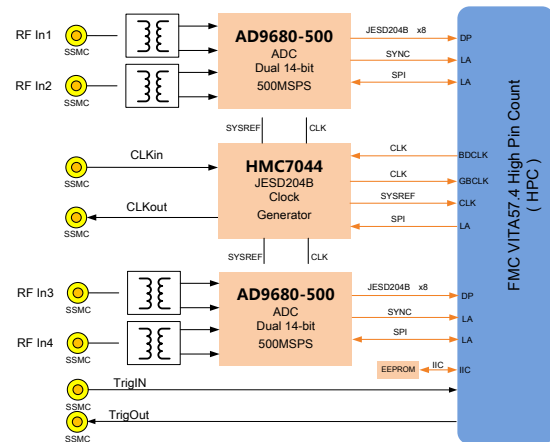 RF In1
SSMC
RF In2
SSMC
AD9680-500
ADC
Dual 14-bit
500MSPS
JESD204B x8
SYNC
SPI
DP
LA
LA
SYSREF
CLK
CLKin
SSMC
CLKout
SSMC
HMC7044
JESD204B
Clock
Generator
CLK
CLK
SYSREF
SPI
BDCLK
GBCLK
CLK
LA
SYSREF
CLK
RF In3
SSMC
RF In4
SSMC
AD9680-500
ADC
Dual 14-bit
500MSPS
JESD204B x8
SYNC
SPI
DP
LA
LA
EEPROM
IIC
IIC
TrigIN
SSMC
TrigOut
SSMC
FMC VITA57.4 High Pin Count
( HPC )